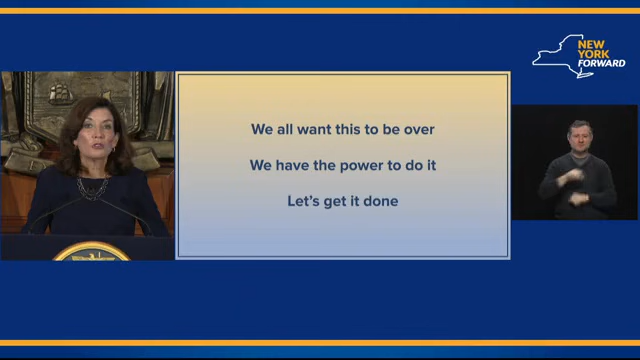 NEW
YORK
FORWARD
We all want this to be over
We have the power to do it
Let's get it done